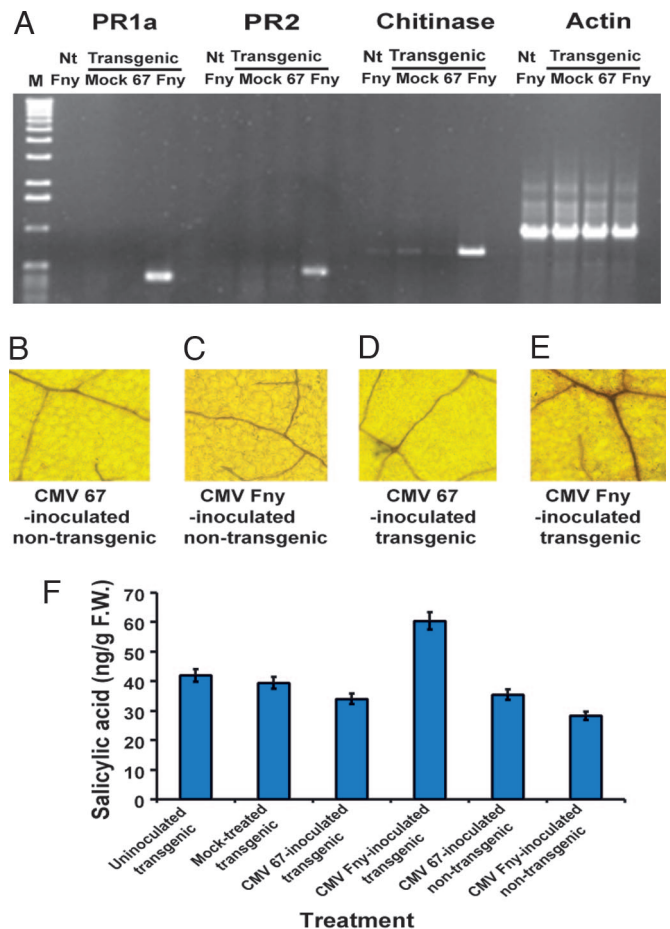 A
PR1a PR2 Chitinase Actin
Nt Transgenic Nt Transgenic Nt Transgenic Nt Transgenic
M Fny Mock 67 Fny Fny Mock 67 Fny Fny Mock 67 Fny Fny Mock 67 Fny
B C D E
CMV 67
-inoculated
non-transgenic
CMV Fny
-inoculated
non-transgenic
CMV 67
-inoculated
transgenic
CMV Fny
-inoculated
transgenic
F
Salicylic acid (ng/g F.W.)
70
60
50
40
30
20
10
0
Uninoculated
transgenic
Mock-treated
transgenic
CMV 67-inoculated
transgenic
CMV Fny-inoculated
transgenic
CMV 67-inoculated
non-transgenic
CMV Fny-inoculated
non-transgenic
Treatment